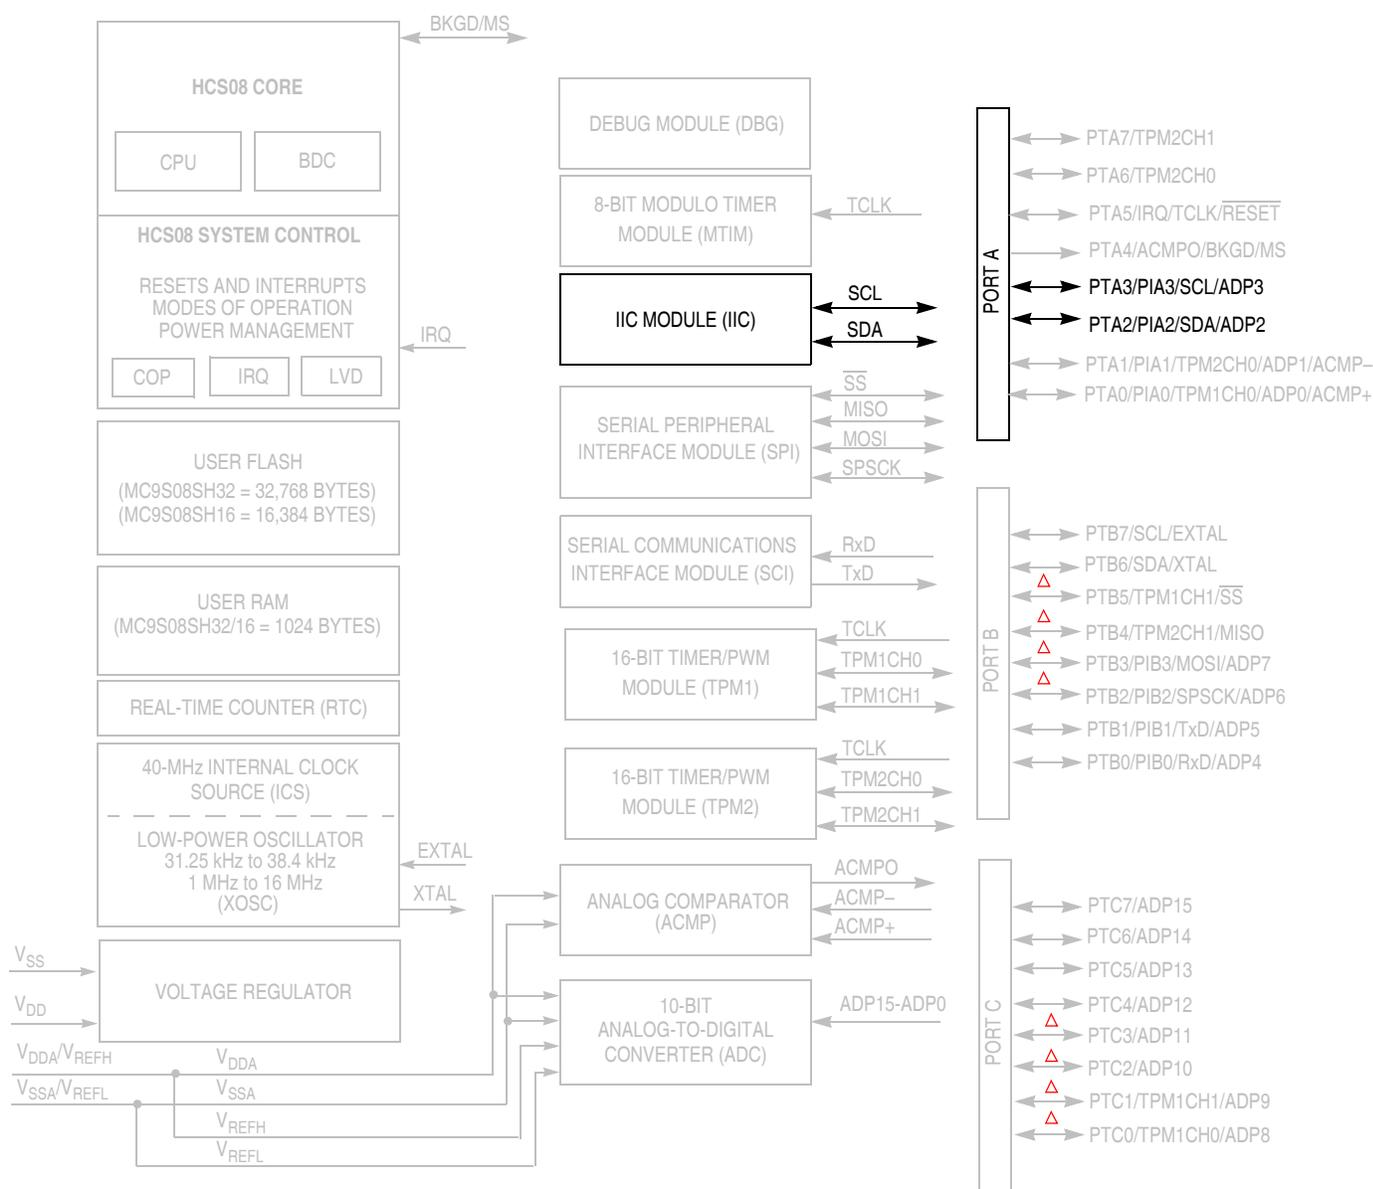 BKGD/MS
HCS08 CORE
CPU
BDC
HCS08 SYSTEM CONTROL
RESETS AND INTERRUPTS
MODES OF OPERATION
POWER MANAGEMENT
IRQ
COP
IRQ
LVD
USER FLASH
(MC9S08SH32 = 32,768 BYTES)
(MC9S08SH16 = 16,384 BYTES)
USER RAM
(MC9S08SH32/16 = 1024 BYTES)
REAL-TIME COUNTER (RTC)
40-MHz INTERNAL CLOCK
SOURCE (ICS)
LOW-POWER OSCILLATOR
31.25 kHz to 38.4 kHz
1 MHz to 16 MHz
(XOSC)
EXTAL
XTAL
VSS
VDD
VOLTAGE REGULATOR
VDDA/VREFH
VDDA
VSSA/VREFL
VSSA
VREFH
VREFL
DEBUG MODULE (DBG)
8-BIT MODULO TIMER
MODULE (MTIM)
TCLK
IIC MODULE (IIC)
SCL
SDA
SERIAL PERIPHERAL
INTERFACE MODULE (SPI)
SS
MISO
MOSI
SPSCK
SERIAL COMMUNICATIONS
INTERFACE MODULE (SCI)
RxD
TxD
16-BIT TIMER/PWM
MODULE (TPM1)
TCLK
TPM1CH0
TPM1CH1
16-BIT TIMER/PWM
MODULE (TPM2)
TCLK
TPM2CH0
TPM2CH1
ANALOG COMPARATOR
(ACMP)
ACMPO
ACMP–
ACMP+
10-BIT
ANALOG-TO-DIGITAL
CONVERTER (ADC)
ADP15-ADP0
PORT A
PTA7/TPM2CH1
PTA6/TPM2CH0
PTA5/IRQ/TCLK/RESET
PTA4/ACMPO/BKGD/MS
PTA3/PIA3/SCL/ADP3
PTA2/PIA2/SDA/ADP2
PTA1/PIA1/TPM2CH0/ADP1/ACMP–
PTA0/PIA0/TPM1CH0/ADP0/ACMP+
PORT B
PTB7/SCL/EXTAL
PTB6/SDA/XTAL
PTB5/TPM1CH1/SS
PTB4/TPM2CH1/MISO
PTB3/PIB3/MOSI/ADP7
PTB2/PIB2/SPSCK/ADP6
PTB1/PIB1/TxD/ADP5
PTB0/PIB0/RxD/ADP4
PORT C
PTC7/ADP15
PTC6/ADP14
PTC5/ADP13
PTC4/ADP12
PTC3/ADP11
PTC2/ADP10
PTC1/TPM1CH1/ADP9
PTC0/TPM1CH0/ADP8